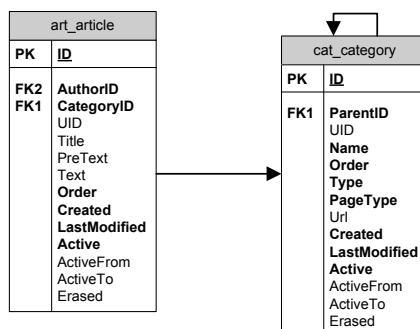 art_article
PK ID
FK2 AuthorID
FK1 CategoryID
UID
Title
PreText
Text
Order
Created
LastModified
Active
ActiveFrom
ActiveTo
Erased
cat_category
PK ID
FK1 ParentID
UID
Name
Order
Type
PageType
Url
Created
LastModified
Active
ActiveFrom
ActiveTo
Erased